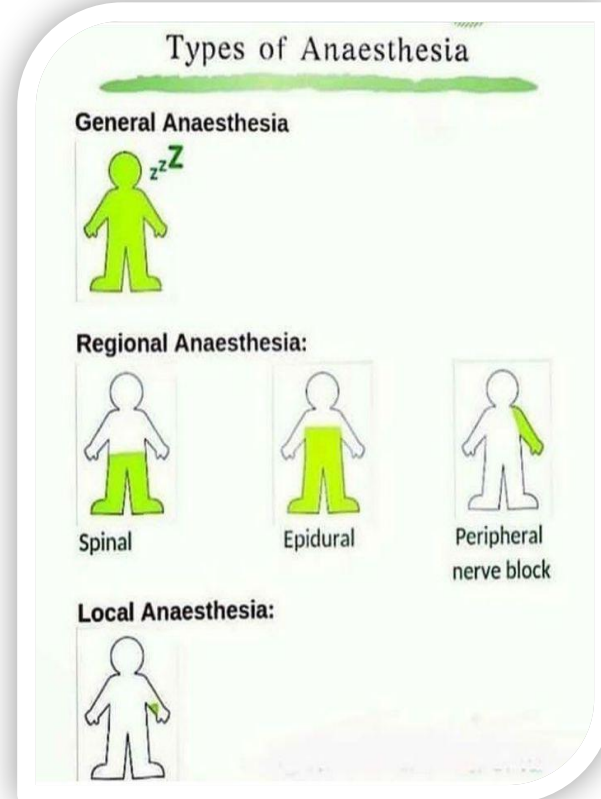 Types of Anaesthesia
General Anaesthesia
zzZ
Regional Anaesthesia:
Spinal
Epidural
Peripheral
nerve block
Local Anaesthesia: